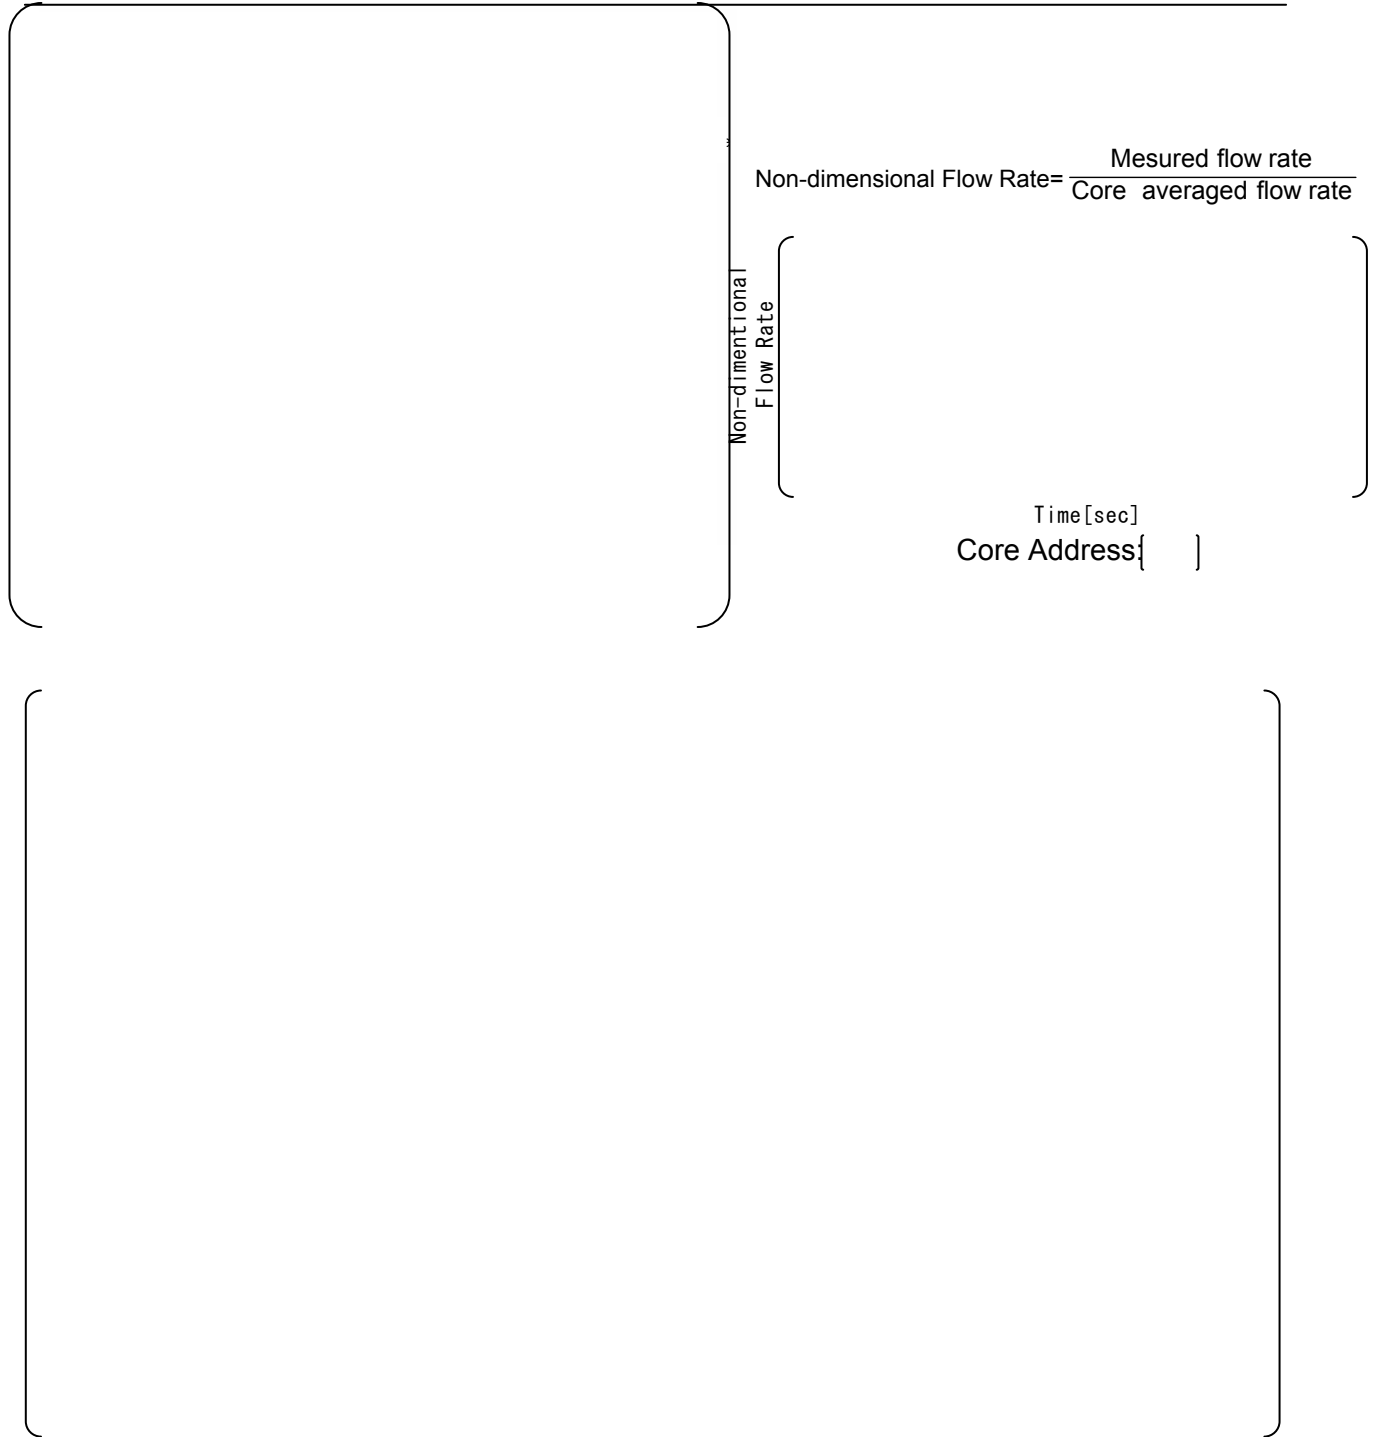 Non-dimensional Flow Rate=
Mesured flow rate
Core averaged flow rate
Non-dimentional
Flow Rate
Time[sec]
Core Address:[ ]